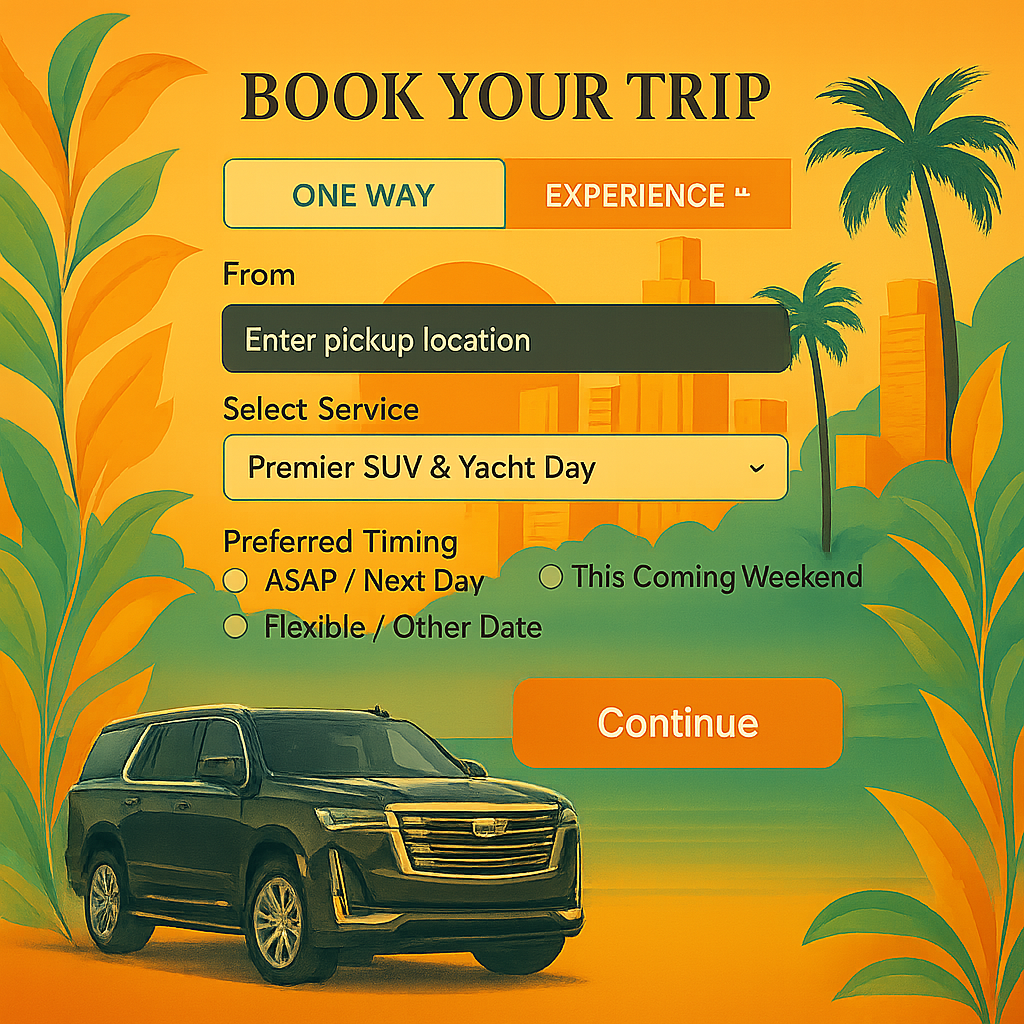 BOOK YOUR TRIP
ONE WAY
EXPERIENCE
From
Enter pickup location
Select Service
Premier SUV & Yacht Day
Preferred Timing
ASAP / Next Day
This Coming Weekend
Flexible / Other Date
Continue